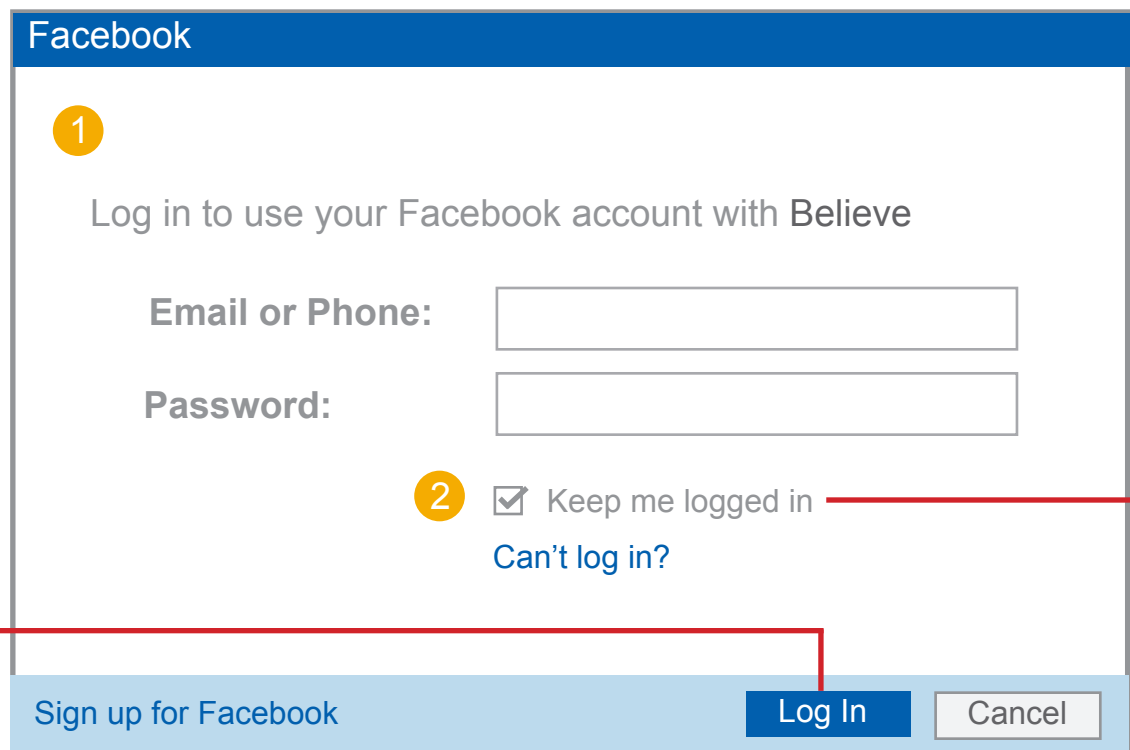 Facebook
1
Log in to use your Facebook account with Believe
Email or Phone:
Password:
2 Keep me logged in
Can’t log in?
Sign up for Facebook Log In Cancel